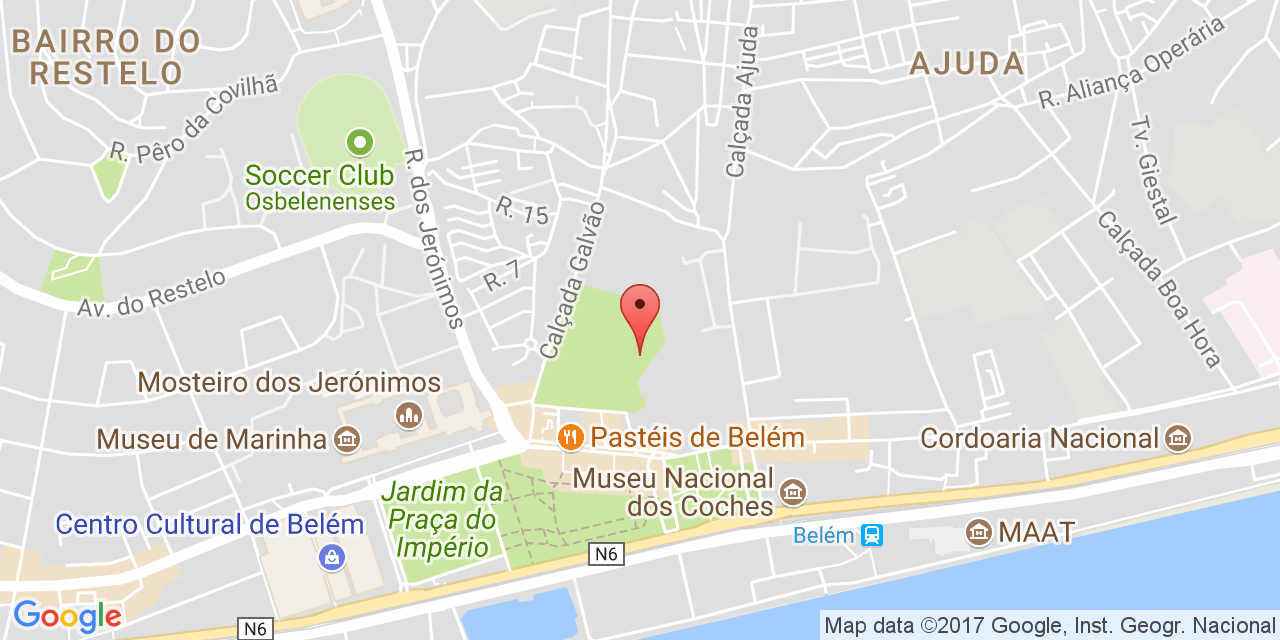 BAIRRO DO
RESTELO
AJUDA
R. Aliança Operária
Calçada Ajuda
R. Pêro da Covilhã
Tv. Giestal
Soccer Club
Osbelenenses
R. dos Jerónimos
R. 15
Calçada Galvão
R. 7
Calçada Boa Hora
Av. do Restelo
Mosteiro dos Jerónimos
Museu de Marinha
Pastéis de Belém
Cordoaria Nacional
Museu Nacional
dos Coches
Jardim da
Praça do
Império
Centro Cultural de Belém
Belém
MAAT
N6
N6
Google
Map data ©2017 Google, Inst. Geogr. Nacional